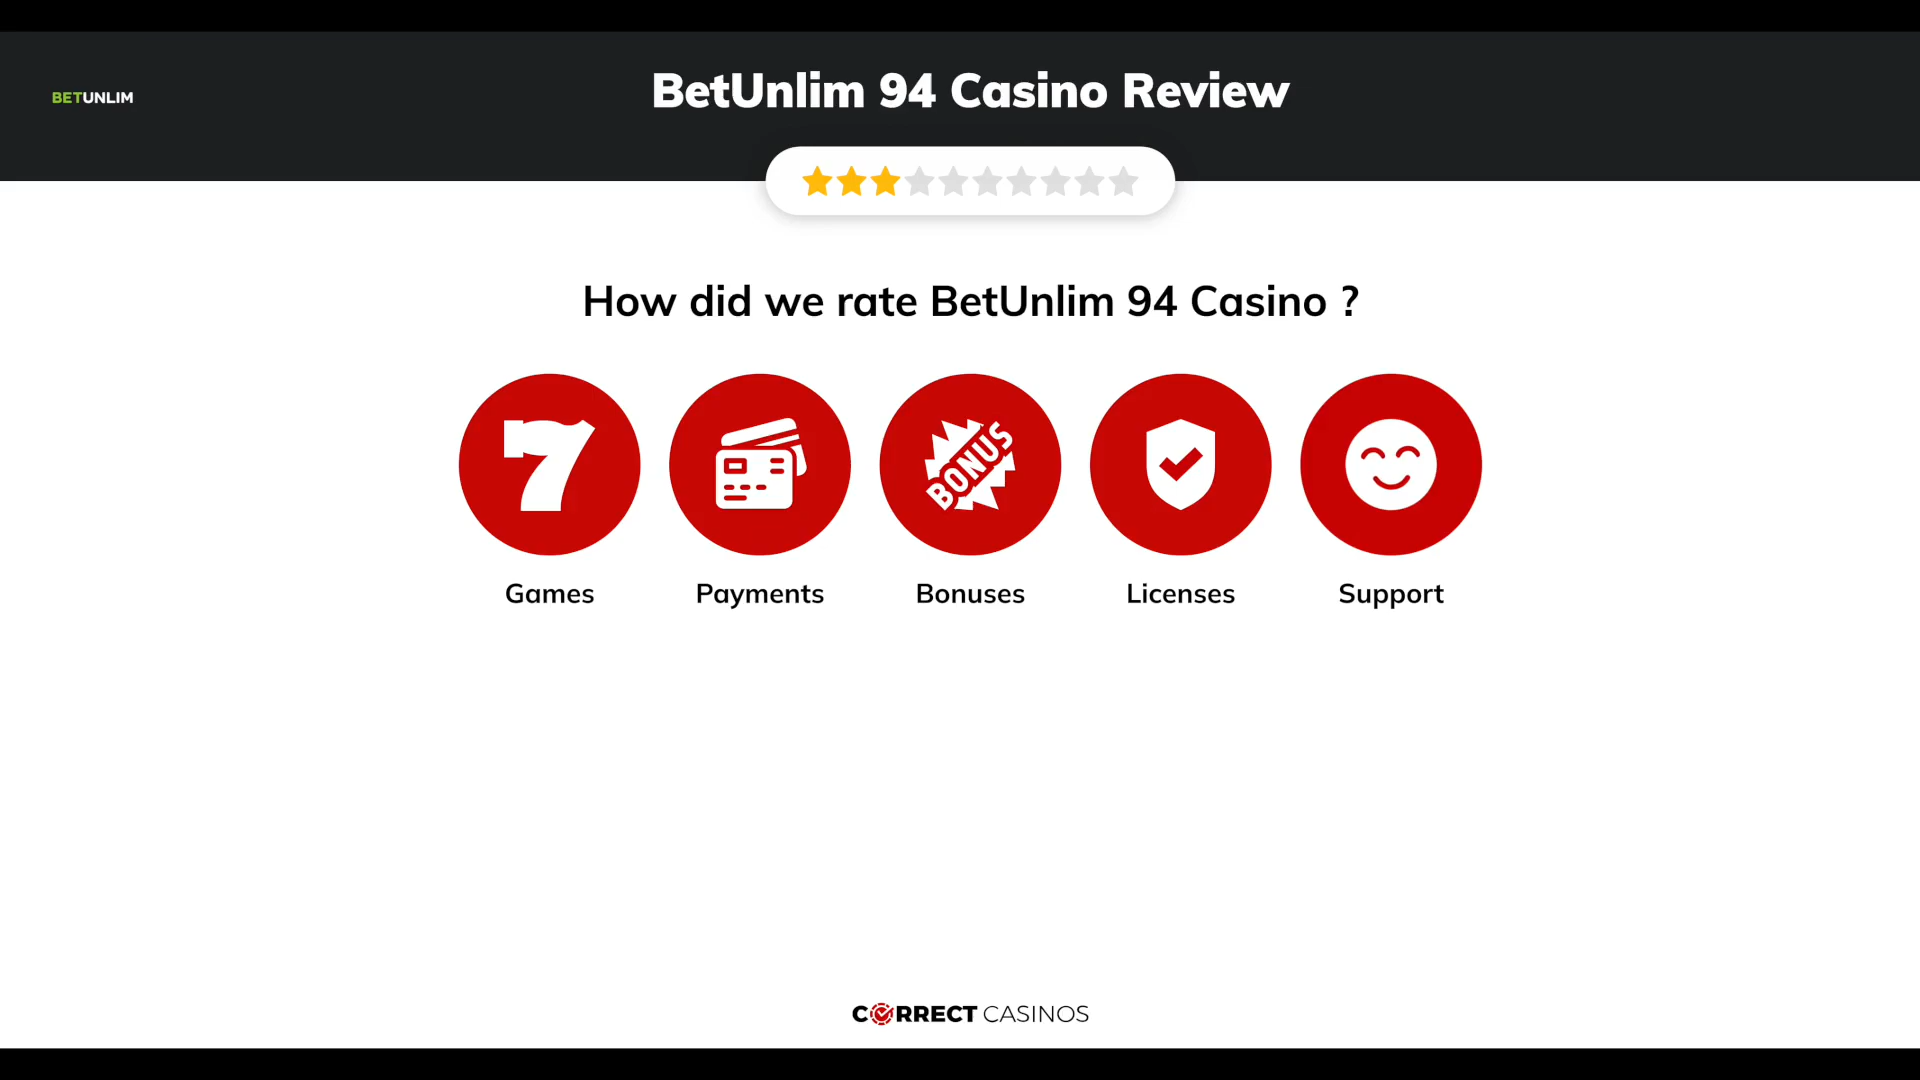 BETUNLIM
BetUnlim 94 Casino Review
How did we rate BetUnlim 94 Casino ?
7
BONUS
Games
Payments
Bonuses
Licenses
Support
CORRECT CASINOS